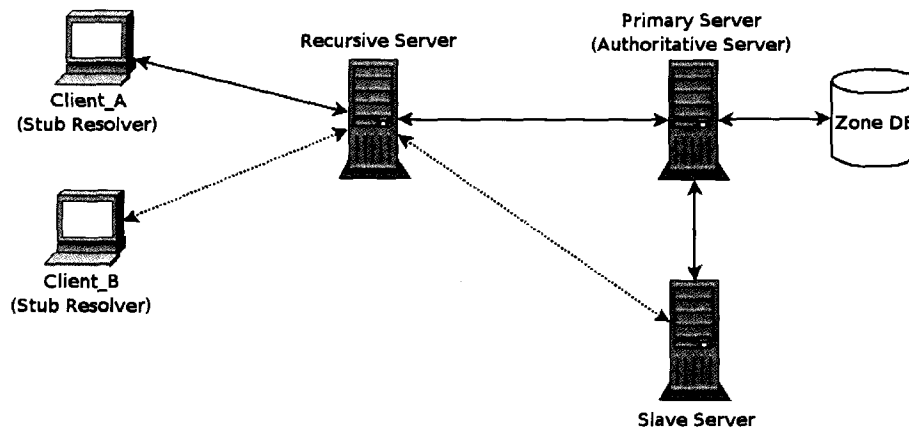 Primary Server
(Authoritative Server)
Recursive Server
Client_A
(Stub Resolver)
Zone DB
Client_B
(Stub Resolver)
Slave Server